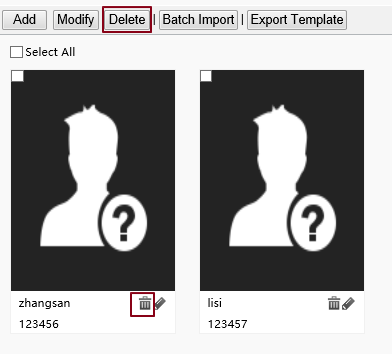 Add Modify Delete | Batch Import | Export Template
Select All
? ?
zhangsan lisi
123456 123457